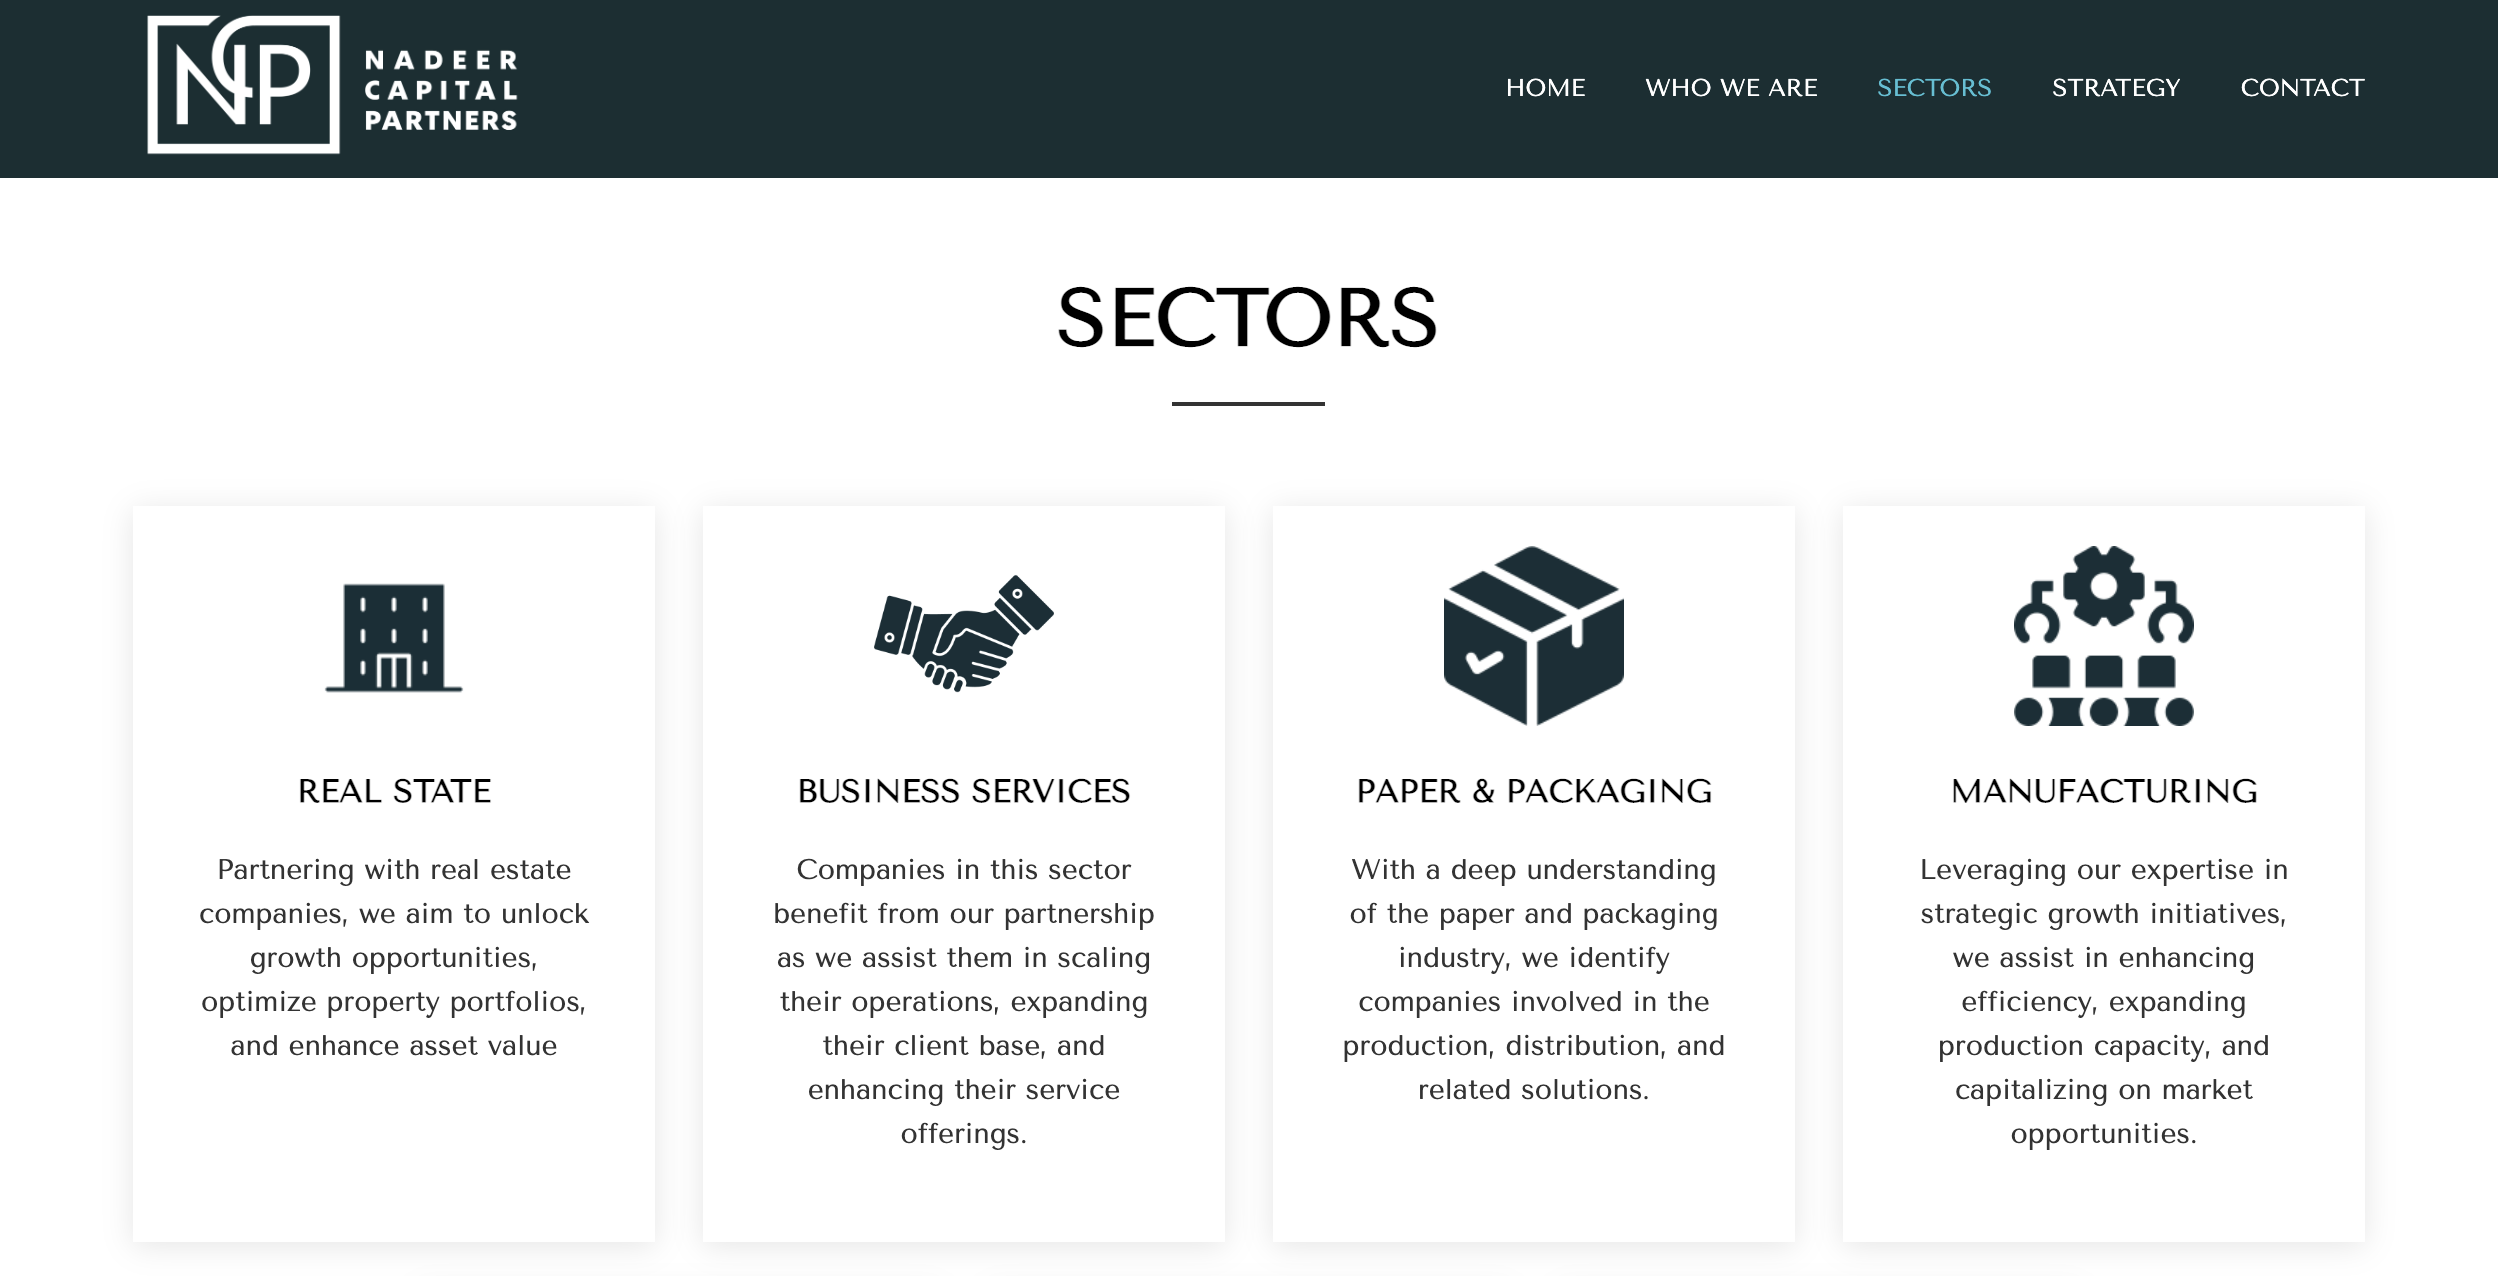 NCP
NADEER
CAPITAL
PARTNERS
HOME
WHO WE ARE
SECTORS
STRATEGY
CONTACT
SECTORS
REAL STATE
Partnering with real estate
companies, we aim to unlock
growth opportunities,
optimize property portfolios,
and enhance asset value
BUSINESS SERVICES
Companies in this sector
benefit from our partnership
as we assist them in scaling
their operations, expanding
their client base, and
enhancing their service
offerings.
PAPER & PACKAGING
With a deep understanding
of the paper and packaging
industry, we identify
companies involved in the
production, distribution, and
related solutions.
MANUFACTURING
Leveraging our expertise in
strategic growth initiatives,
we assist in enhancing
efficiency, expanding
production capacity, and
capitalizing on market
opportunities.